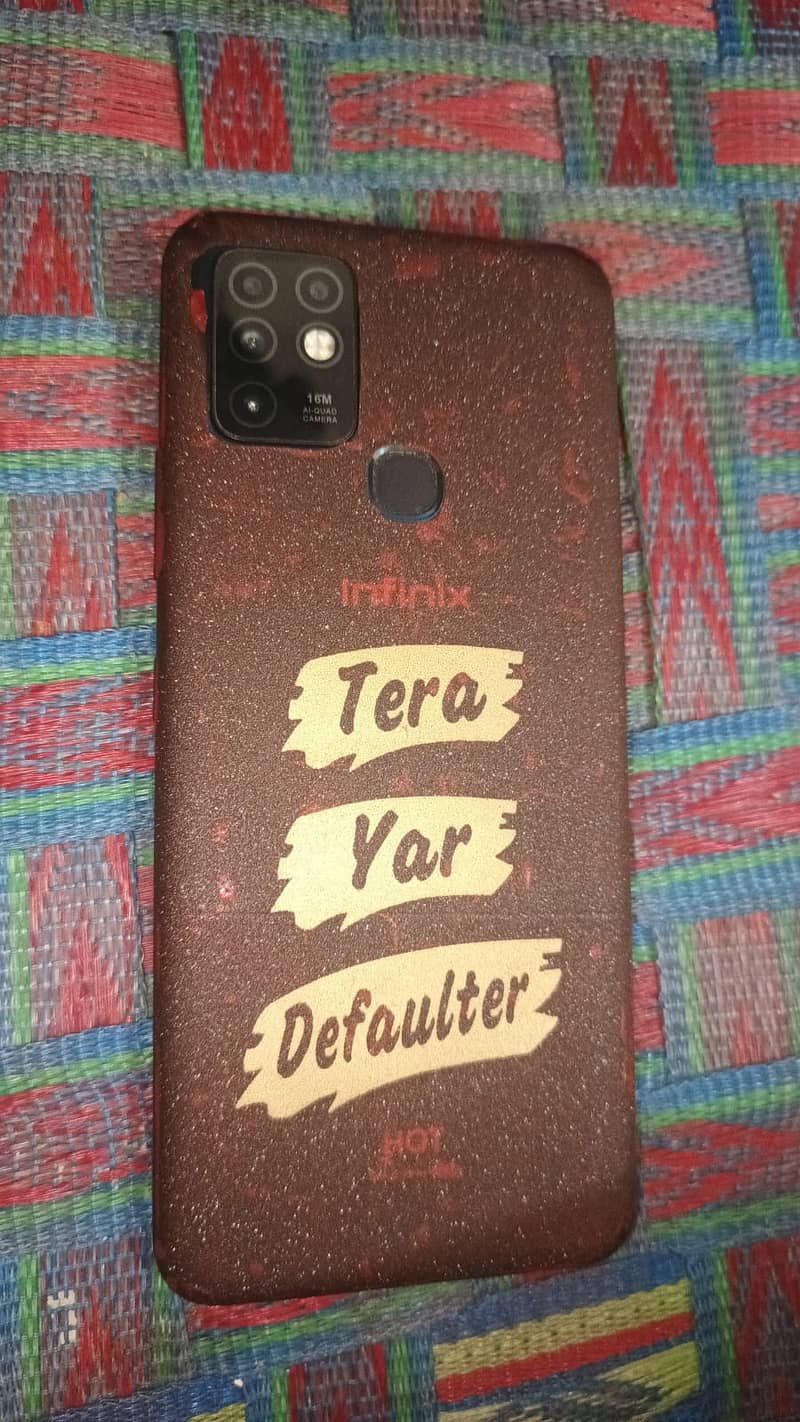 16M
AI-QUAD
CAMERA
Infinix
Tera
Yar
Defaulter
HOT